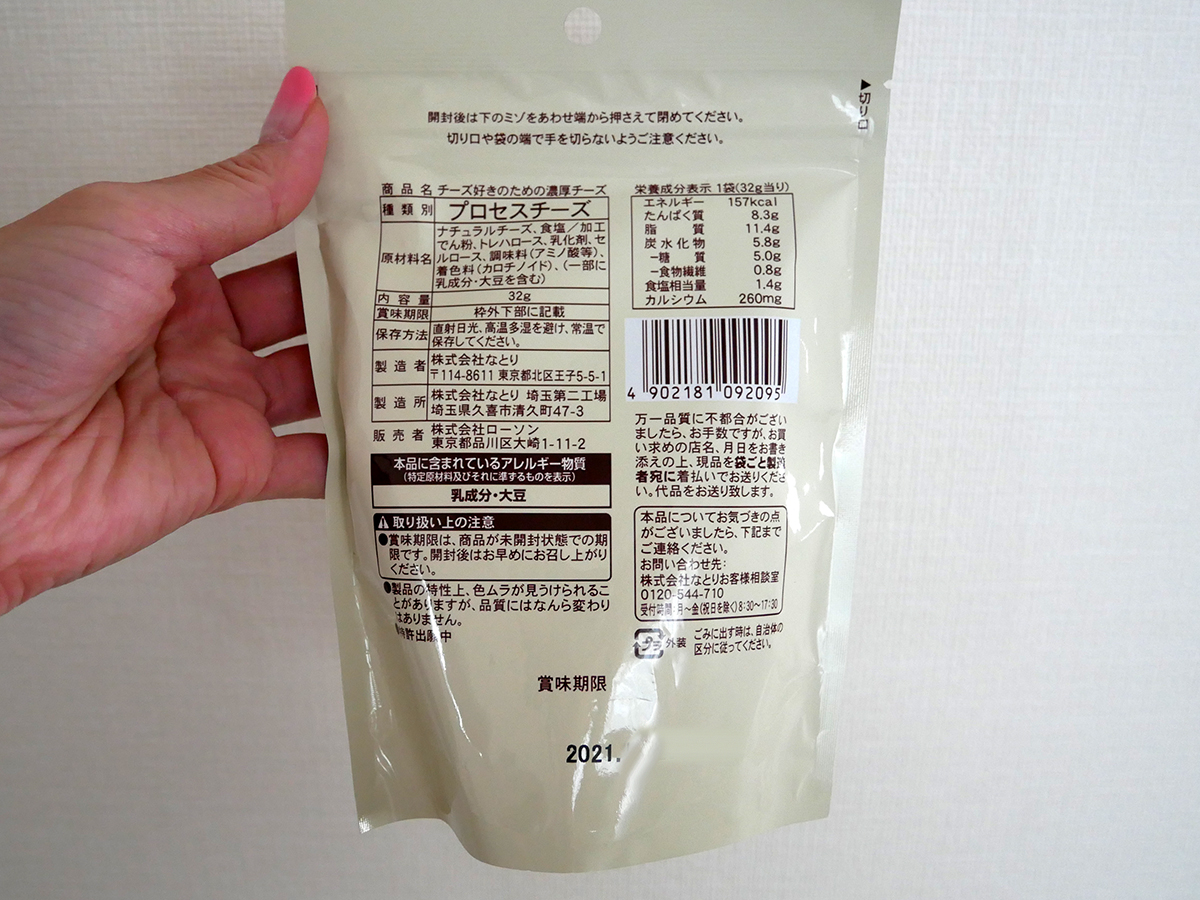 ▶切り口
開封後は下のミゾをあわせ端から押さえて閉めてください。
切り口や袋の端で手を切らないようご注意ください。
商品名 チーズ好きのための濃厚チーズ
種類別 プロセスチーズ
原材料名 ナチュラルチーズ、食塩／加工
でん粉、トレハロース、乳化剤、セ
ルロース、調味料(アミノ酸等)、
着色料(カロチノイド)、(一部に
乳成分・大豆を含む)
内容量 32g
賞味期限 枠外下部に記載
保存方法 直射日光、高温多湿を避け、常温で
保存してください。
製造者 株式会社なとり
〒114-8611 東京都北区王子5-5-1
製造所 株式会社なとり 埼玉第二工場
埼玉県久喜市清久町47-3
販売者 株式会社ローソン
東京都品川区大崎1-11-2
本品に含まれているアレルギー物質
(特定原材料及びそれに準ずるものを表示)
乳成分・大豆
取り扱い上の注意
●賞味期限は、商品が未開封状態での期
限です。開封後はお早めにお召し上がり
ください。
●製品の特性上、色ムラが見うけられるこ
とがありますが、品質にはなんら変わり
はありません。
●特許出願中
栄養成分表示 1袋(32g当り)
エネルギー 157kcal
たんぱく質 8.3g
脂質 11.4g
炭水化物 5.8g
−糖質 5.0g
−食物繊維 0.8g
食塩相当量 1.4g
カルシウム 260mg
4 902181 092095
万一品質に不都合がござい
ましたら、お手数ですが、お買
い求めの店名、月日をお書き
添えの上、現品を袋ごと製造
者宛に着払いでお送りくださ
い。代品をお送り致します。
本品についてお気づきの点
がございましたら、下記まで
ご連絡ください。
お問い合わせ先:
株式会社なとりお客様相談室
0120-544-710
受付時間:月〜金(祝日を除く)8:30〜17:30
プラ 外装
ごみに出す時は、自治体の
区分に従ってください。
賞味期限
2021.